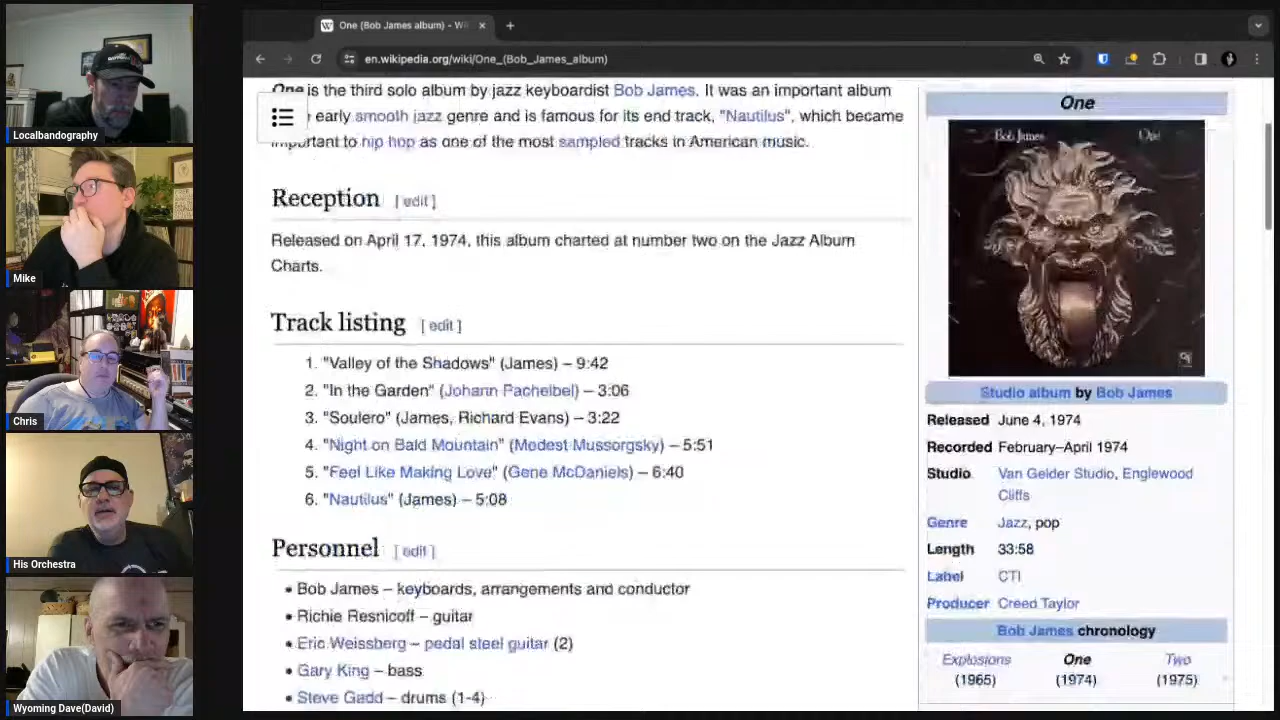 One (Bob James album) - Wi
en.wikipedia.org/wiki/One_(Bob_James_album)
Localbandography
Mike
Chris
His Orchestra
Wyoming Dave(David)
One is the third solo album by jazz keyboardist Bob James. It was an important album
early smooth jazz genre and is famous for its end track, "Nautilus", which became
important to hip hop as one of the most sampled tracks in American music.
Reception [ edit ]
Released on April 17, 1974, this album charted at number two on the Jazz Album
Charts.
Track listing [ edit ]
1. "Valley of the Shadows" (James) – 9:42
2. "In the Garden" (Johann Pachelbel) – 3:06
3. "Soulero" (James, Richard Evans) – 3:22
4. "Night on Bald Mountain" (Modest Mussorgsky) – 5:51
5. "Feel Like Making Love" (Gene McDaniels) – 6:40
6. "Nautilus" (James) – 5:08
Personnel [ edit ]
• Bob James – keyboards, arrangements and conductor
• Richie Resnicoff – guitar
• Eric Weissberg – pedal steel guitar (2)
• Gary King – bass
• Steve Gadd – drums (1-4)
One
Bob James One
Studio album by Bob James
Released June 4, 1974
Recorded February–April 1974
Studio Van Gelder Studio, Englewood
Cliffs
Genre Jazz, pop
Length 33:58
Label CTI
Producer Creed Taylor
Bob James chronology
Explosions One Two
(1965) (1974) (1975)